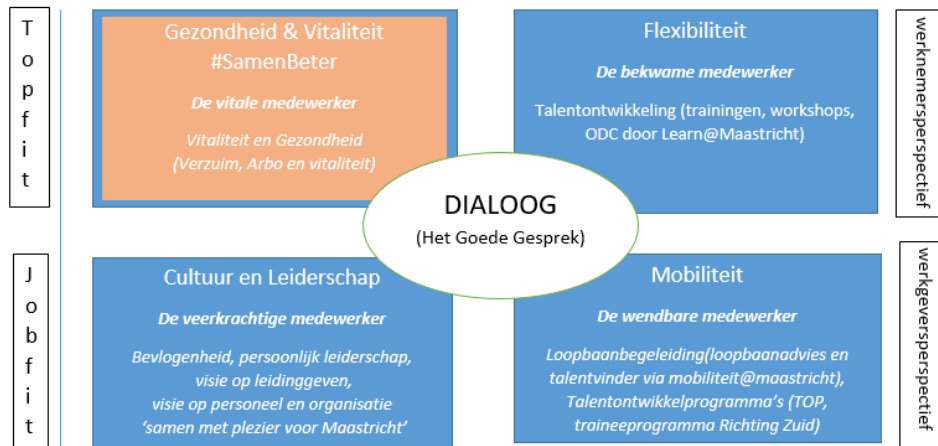 Topfit
Gezondheid & Vitaliteit
#SamenBeter
De vitale medewerker
Vitaliteit en Gezondheid
(Verzuim, Arbo en vitaliteit)
Flexibiliteit
De bekwame medewerker
Talentontwikkeling (trainingen, workshops,
ODC door Learn@Maastricht)
werknemersperspectief
DIALOOG
(Het Goede Gesprek)
Jobfit
Cultuur en Leiderschap
De veerkrachtige medewerker
Bevlogenheid, persoonlijk leiderschap,
visie op leidinggeven,
visie op personeel en organisatie
‘samen met plezier voor Maastricht’
Mobiliteit
De wendbare medewerker
Loopbaanbegeleiding(loopbaanadvies en
talentvinder via mobiliteit@maastricht),
Talentontwikkelprogramma’s (TOP,
traineeprogramma Richting Zuid)
werkgeversperspectief